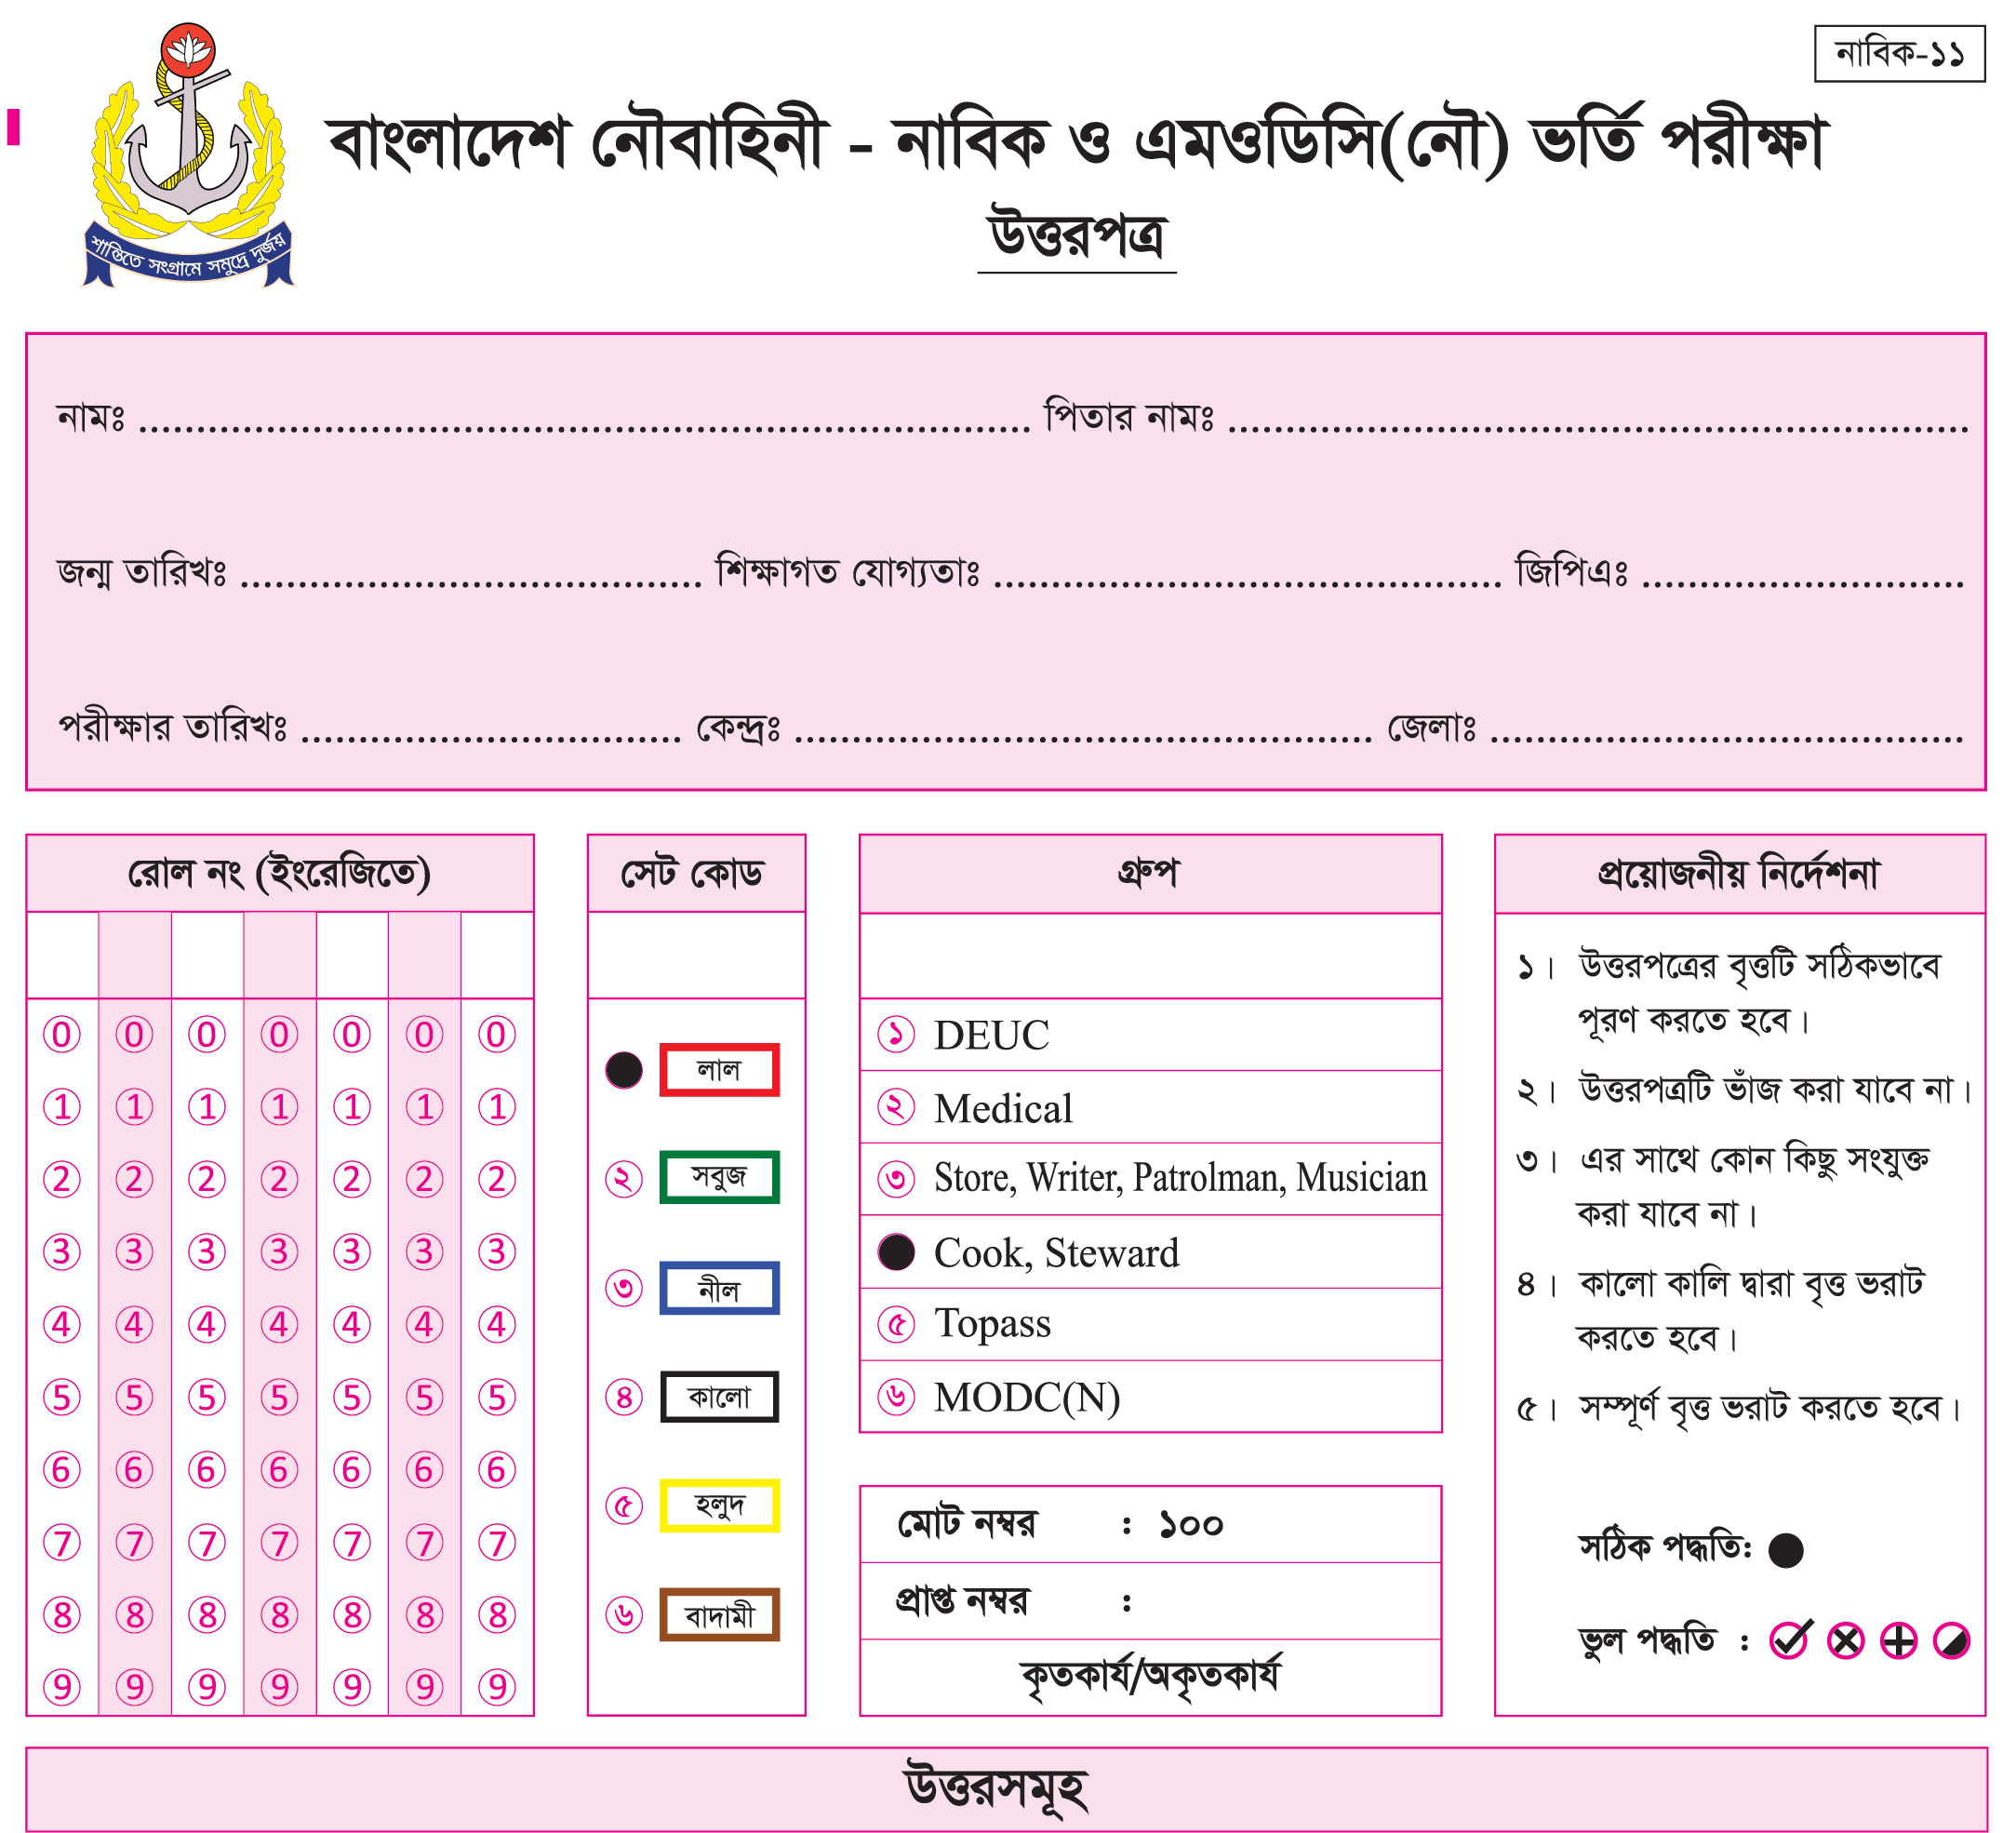 নাবিক-১১
বাংলাদেশ নৌবাহিনী - নাবিক ও এমওডিসি(নৌ) ভর্তি পরীক্ষা
উত্তরপত্র
শান্তিতে সংগ্রামে সমুদ্রে দুর্জয়
নামঃ ........................ পিতার নামঃ ........................
জন্ম তারিখঃ ........................ শিক্ষাগত যোগ্যতাঃ ........................ জিপিএঃ ........................
পরীক্ষার তারিখঃ ........................ কেন্দ্রঃ ........................ জেলাঃ ........................
রোল নং (ইংরেজিতে)
0 0 0 0 0 0 0
1 1 1 1 1 1 1
2 2 2 2 2 2 2
3 3 3 3 3 3 3
4 4 4 4 4 4 4
5 5 5 5 5 5 5
6 6 6 6 6 6 6
7 7 7 7 7 7 7
8 8 8 8 8 8 8
9 9 9 9 9 9 9
সেট কোড
লাল
২ সবুজ
৩ নীল
৪ কালো
৫ হলুদ
৬ বাদামী
গ্রুপ
১ DEUC
২ Medical
৩ Store, Writer, Patrolman, Musician
Cook, Steward
৫ Topass
৬ MODC(N)
মোট নম্বর : ১০০
প্রাপ্ত নম্বর :
কৃতকার্য/অকৃতকার্য
প্রয়োজনীয় নির্দেশনা
১। উত্তরপত্রের বৃত্তটি সঠিকভাবে
পূরণ করতে হবে।
২। উত্তরপত্রটি ভাঁজ করা যাবে না।
৩। এর সাথে কোন কিছু সংযুক্ত
করা যাবে না।
৪। কালো কালি দ্বারা বৃত্ত ভরাট
করতে হবে।
৫। সম্পূর্ণ বৃত্ত ভরাট করতে হবে।
সঠিক পদ্ধতি:
ভুল পদ্ধতি :
উত্তরসমূহ